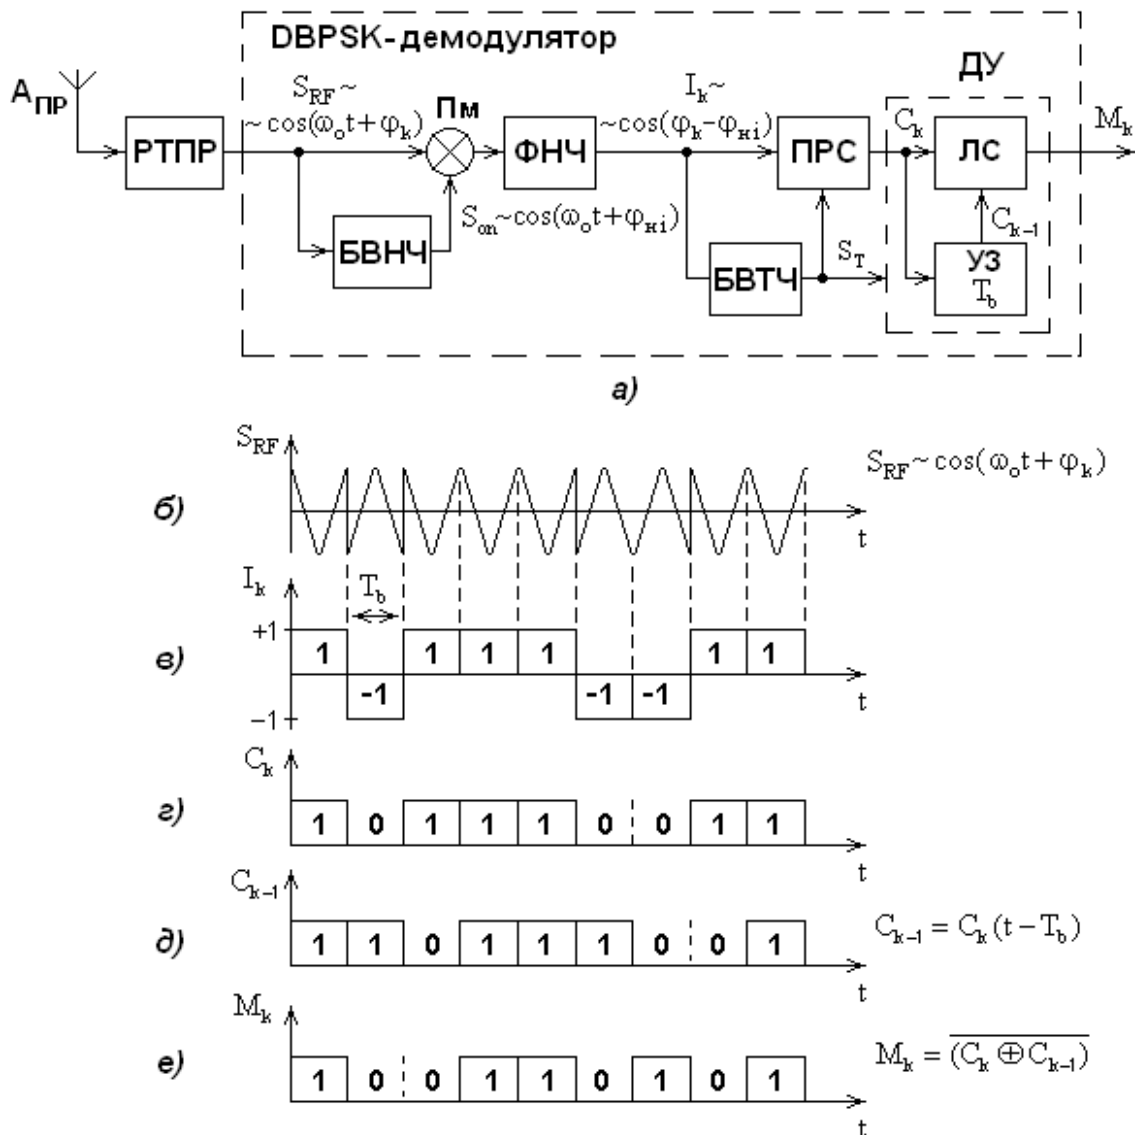 DBPSK-демодулятор
ДУ
A_ПР
S_RF ~
~cos(ω_o t + φ_k)
Пм
I_k ~
~cos(φ_k − φ_нi)
C_k
M_k
РТПР
ФНЧ
ПРС
ЛС
S_оп ~ cos(ω_o t + φ_нi)
C_k−1
БВНЧ
БВТЧ
S_T
УЗ
T_b
а)
S_RF
S_RF ~ cos(ω_o t + φ_k)
б)
t
I_k
T_b
+1
в)
1 -1 1 1 1 -1 -1 1 1
−1
t
C_k
г)
1 0 1 1 1 0 0 1 1
t
C_k−1
д)
1 1 0 1 1 1 0 0 1
C_k−1 = C_k(t − T_b)
t
M_k
е)
1 0 0 1 1 0 1 0 1
M_k = \overline{(C_k ⊕ C_k−1)}
t